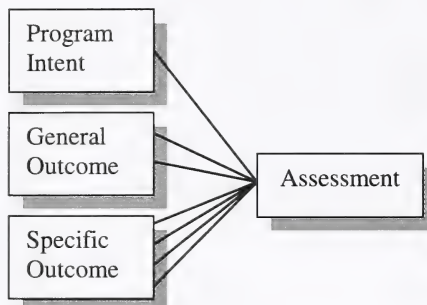 Program
Intent
General
Outcome
Assessment
Specific
Outcome